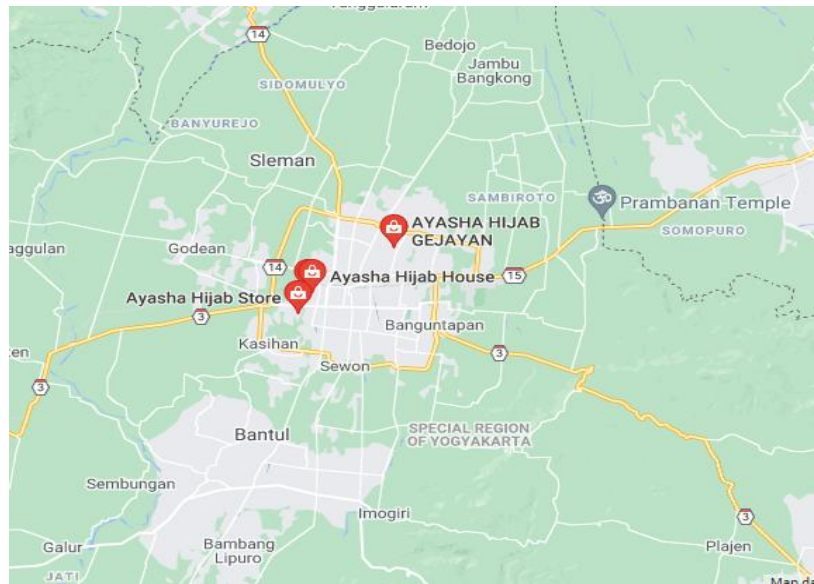 14
Bedojo
Jambu
Bangkong
SIDOMULYO
BANYUREJO
Sleman
SAMBIROTO
Prambanan Temple
AYASHA HIJAB
GEJAYAN
SOMOPURO
Godean
14
Ayasha Hijab House
15
Ayasha Hijab Store
3
Banguntapan
Kasihan
3
Sewon
3
SPECIAL REGION
OF YOGYAKARTA
Bantul
Sembungan
Imogiri
3
Galur
Bambang
Lipuro
Plajen
JATI